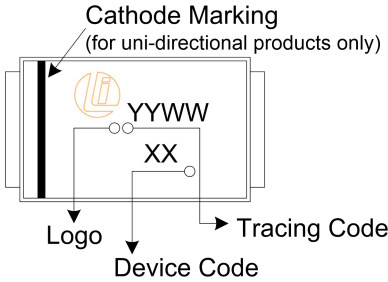 Cathode Marking
(for uni-directional products only)
YYWW
XX
Tracing Code
Logo
Device Code